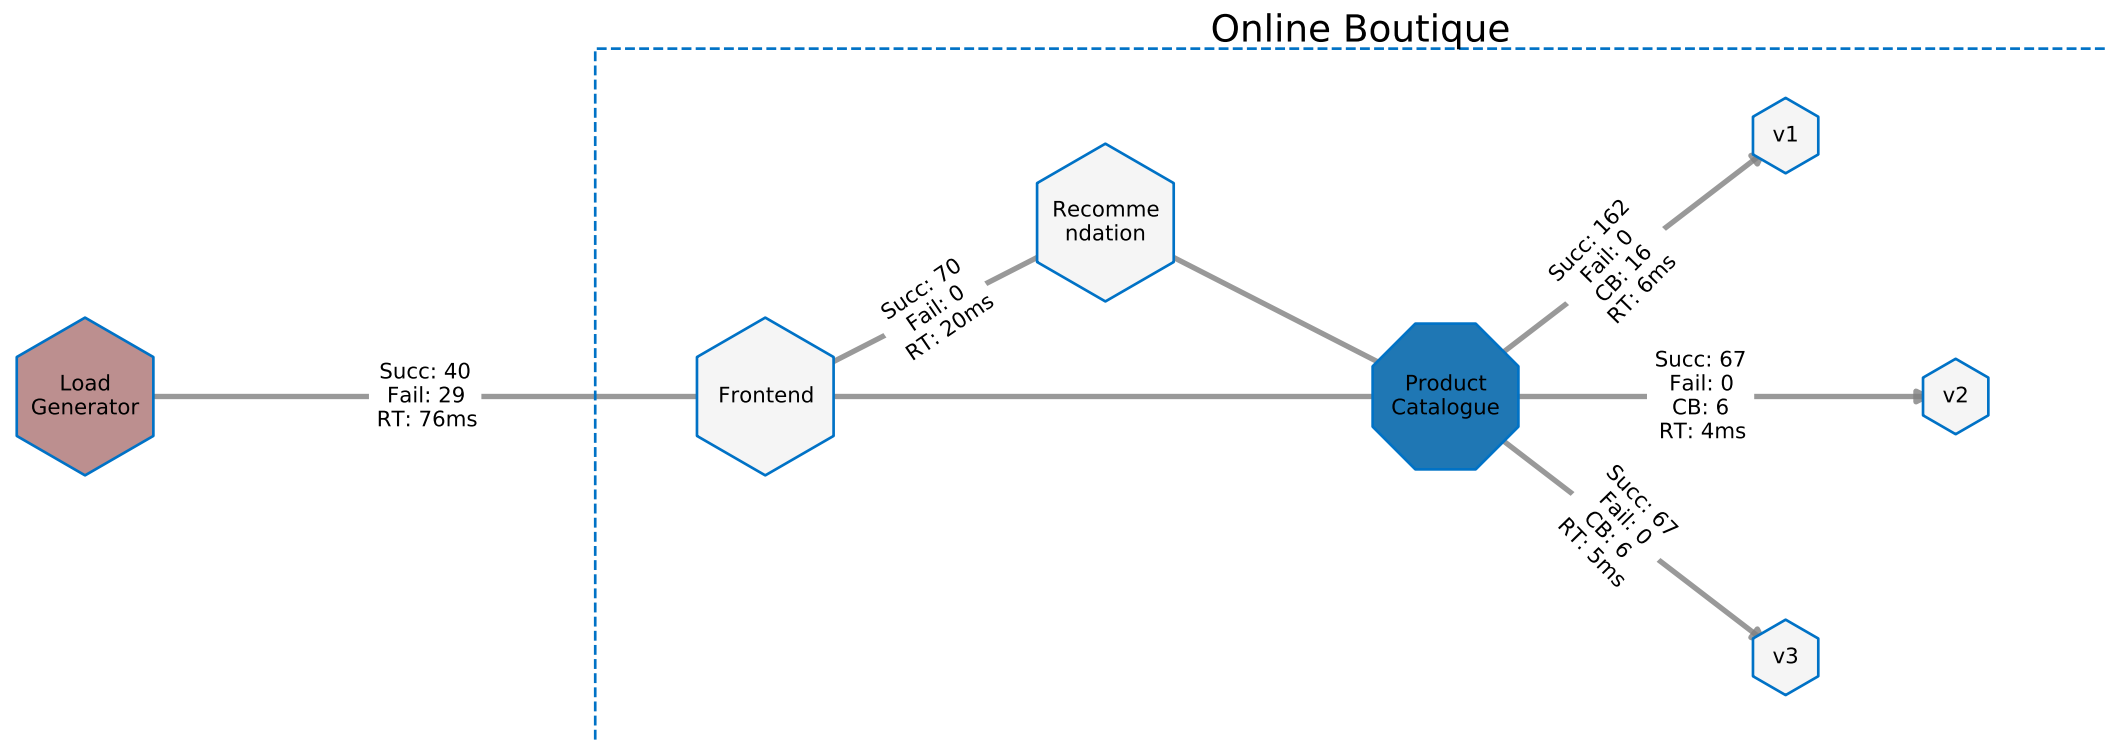 Online Boutique
v1
Recomme
ndation
Succ: 162
Fail: 0
CB: 16
RT: 6ms
Succ: 70
Fail: 0
RT: 20ms
Load
Generator
Succ: 40
Fail: 29
RT: 76ms
Frontend
Product
Catalogue
Succ: 67
Fail: 0
CB: 6
RT: 4ms
v2
Succ: 67
Fail: 0
CB: 6
RT: 5ms
v3